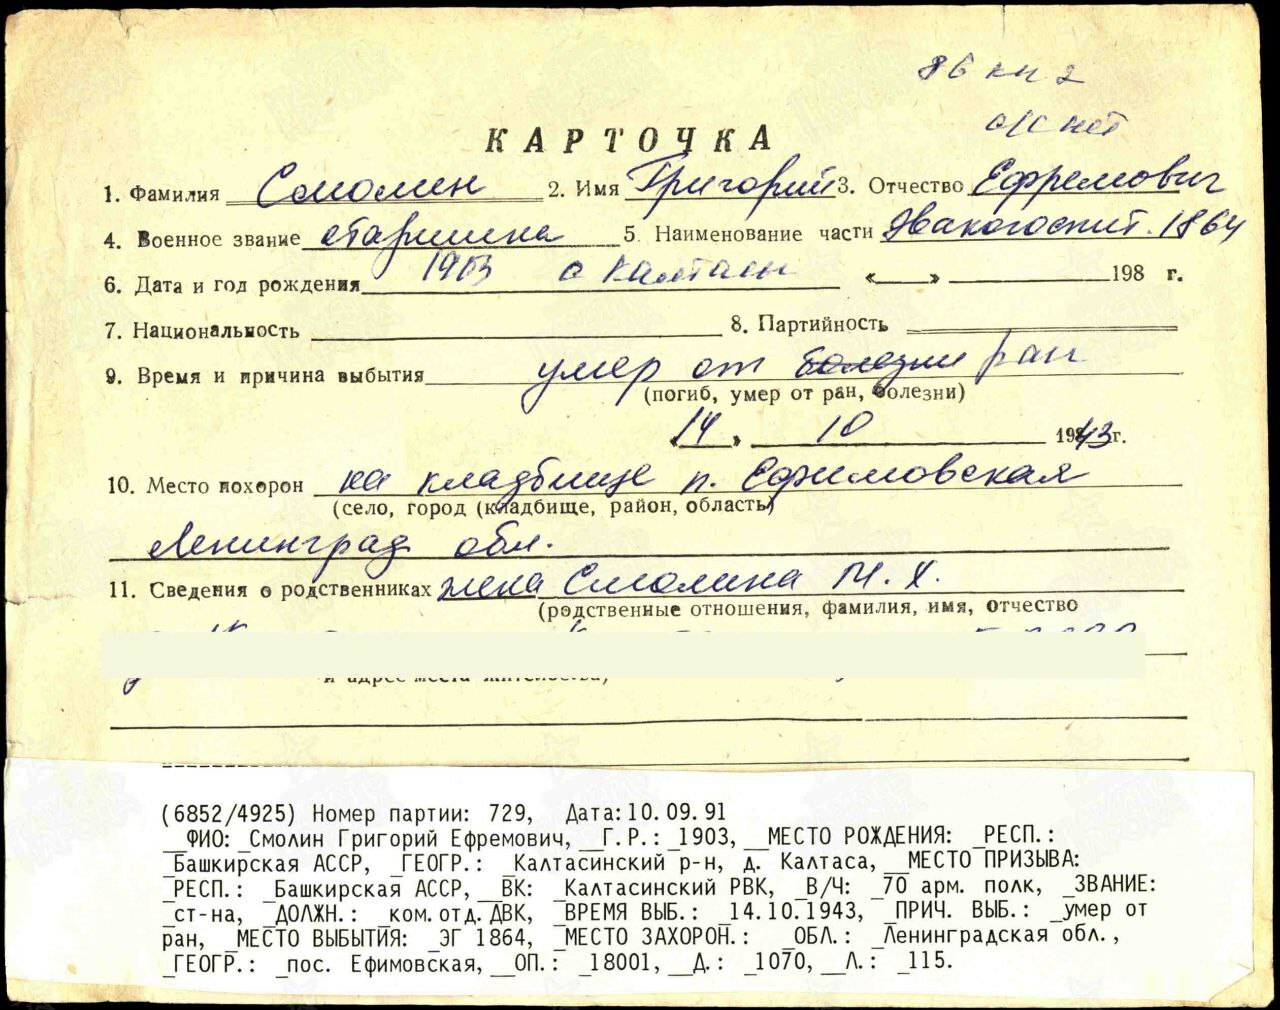 86 кн 2
о/с нет
КАРТОЧКА
1. Фамилия Смолин 2. Имя Григорий 3. Отчество Ефремович
4. Военное звание старшина 5. Наименование части Эвакогоспит. 1864
6. Дата и год рождения 1903 с Калтасы « » 198 г.
7. Национальность 8. Партийность
9. Время и причина выбытия умер от болезни ран
(погиб, умер от ран, болезни)
«14» 10 1943 г.
10. Место похорон на кладбище п. Ефимовская
(село, город (кладбище, район, область)
Ленинград обл.
11. Сведения о родственниках жена Смолина М. Х.
(родственные отношения, фамилия, имя, отчество
и адрес места жительства)
(6852/4925) Номер партии: 729, Дата:10.09.91
__ФИО: _Смолин Григорий Ефремович, __Г.Р.: _1903, __МЕСТО РОЖДЕНИЯ: _РЕСП.:
_Башкирская АССР, _ГЕОГР.: _Калтасинский р-н, д. Калтаса, __МЕСТО ПРИЗЫВА:
_РЕСП.: _Башкирская АССР, __ВК: _Калтасинский РВК, _В/Ч: _70 арм. полк, _ЗВАНИЕ:
_ст-на, _ДОЛЖН.: _ком.отд.ДВК, _ВРЕМЯ ВЫБ.: _14.10.1943, _ПРИЧ. ВЫБ.: _умер от
ран, _МЕСТО ВЫБЫТИЯ: _ЭГ 1864, _МЕСТО ЗАХОРОН.: _ОБЛ.: _Ленинградская обл.,
_ГЕОГР.: _пос. Ефимовская, __ОП.: _18001, __Д.: _1070, __Л.: _115.